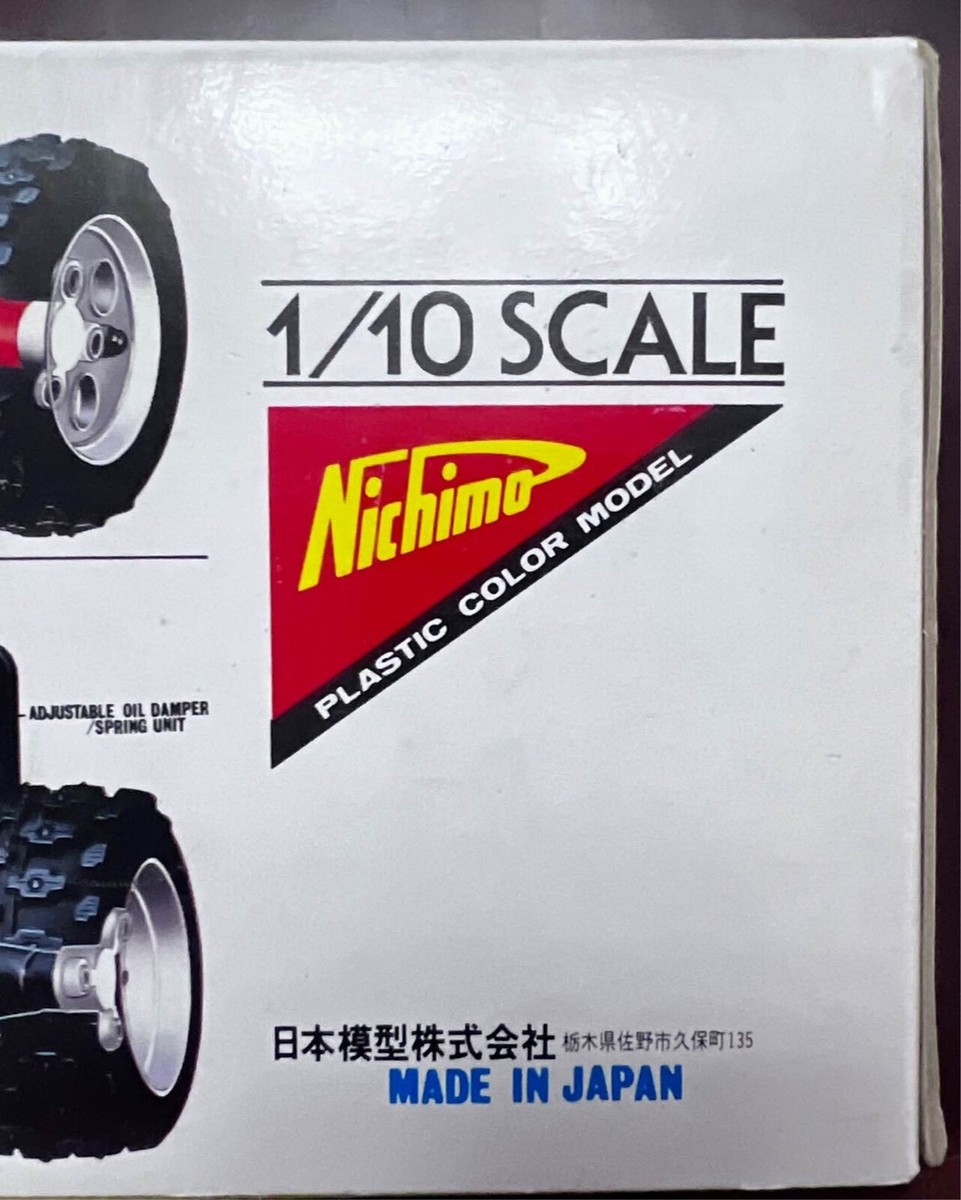 1/10 SCALE
Nichimo
PLASTIC COLOR MODEL
ADJUSTABLE OIL DAMPER
/SPRING UNIT
日本模型株式会社 栃木県佐野市久保町135
MADE IN JAPAN